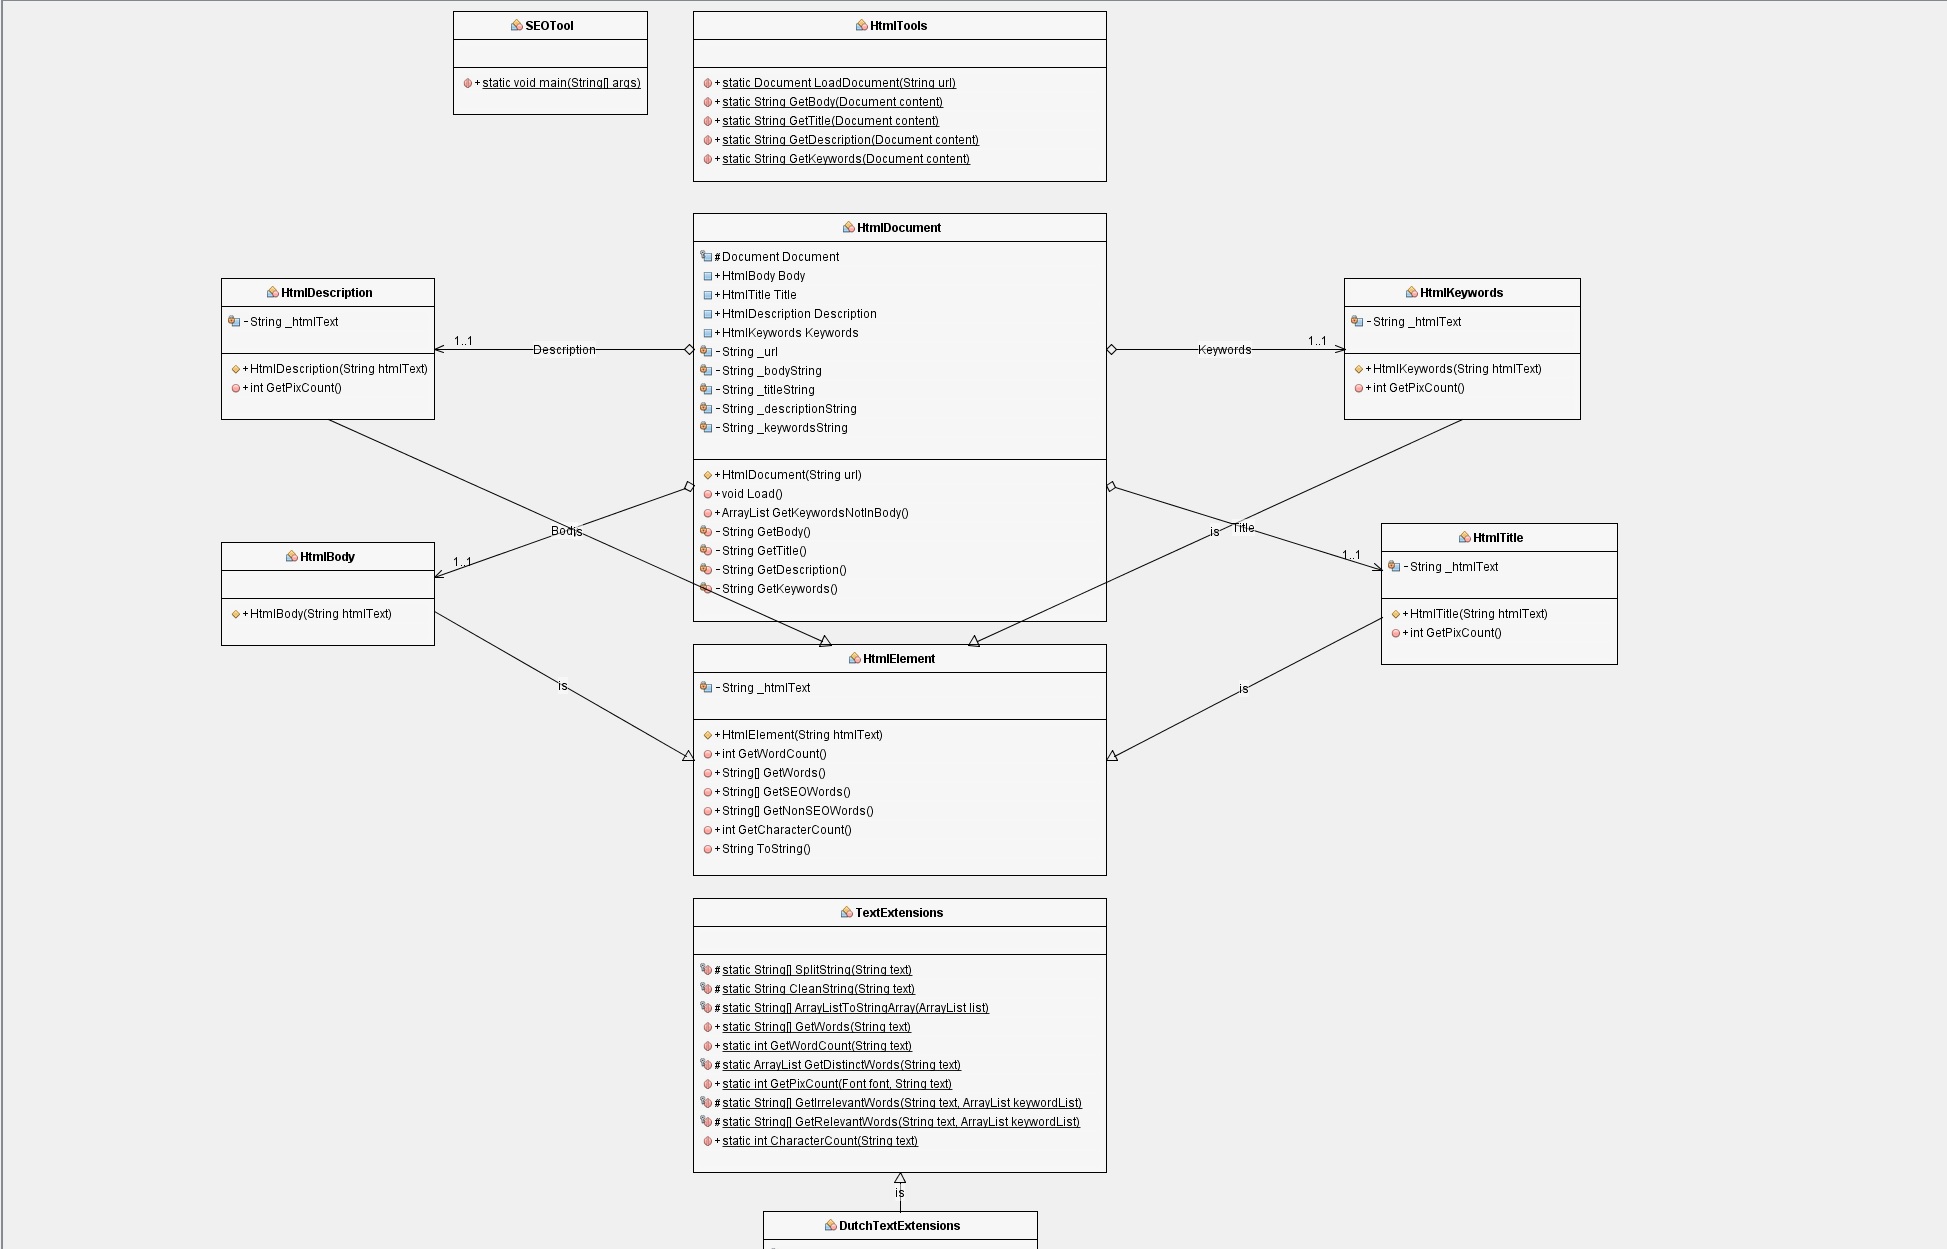 SEOTool
+static void main(String[] args)
HtmlTools
+static Document LoadDocument(String url)
+static String GetBody(Document content)
+static String GetTitle(Document content)
+static String GetDescription(Document content)
+static String GetKeywords(Document content)
HtmlDocument
#Document Document
+HtmlBody Body
+HtmlTitle Title
+HtmlDescription Description
+HtmlKeywords Keywords
-String _url
-String _bodyString
-String _titleString
-String _descriptionString
-String _keywordsString
+HtmlDocument(String url)
+void Load()
+ArrayList GetKeywordsNotInBody()
-String GetBody()
-String GetTitle()
-String GetDescription()
-String GetKeywords()
HtmlDescription
-String _htmlText
+HtmlDescription(String htmlText)
+int GetPixCount()
1..1
Description
Keywords
1..1
HtmlKeywords
-String _htmlText
+HtmlKeywords(String htmlText)
+int GetPixCount()
is
is
Title
1..1
1..1
HtmlBody
+HtmlBody(String htmlText)
HtmlTitle
-String _htmlText
+HtmlTitle(String htmlText)
+int GetPixCount()
is
is
HtmlElement
-String _htmlText
+HtmlElement(String htmlText)
+int GetWordCount()
+String[] GetWords()
+String[] GetSEOWords()
+String[] GetNonSEOWords()
+int GetCharacterCount()
+String ToString()
TextExtensions
#static String[] SplitString(String text)
#static String CleanString(String text)
#static String[] ArrayListToStringArray(ArrayList list)
+static String[] GetWords(String text)
+static int GetWordCount(String text)
#static ArrayList GetDistinctWords(String text)
+static int GetPixCount(Font font, String text)
#static String[] GetIrrelevantWords(String text, ArrayList keywordList)
#static String[] GetRelevantWords(String text, ArrayList keywordList)
+static int CharacterCount(String text)
is
DutchTextExtensions